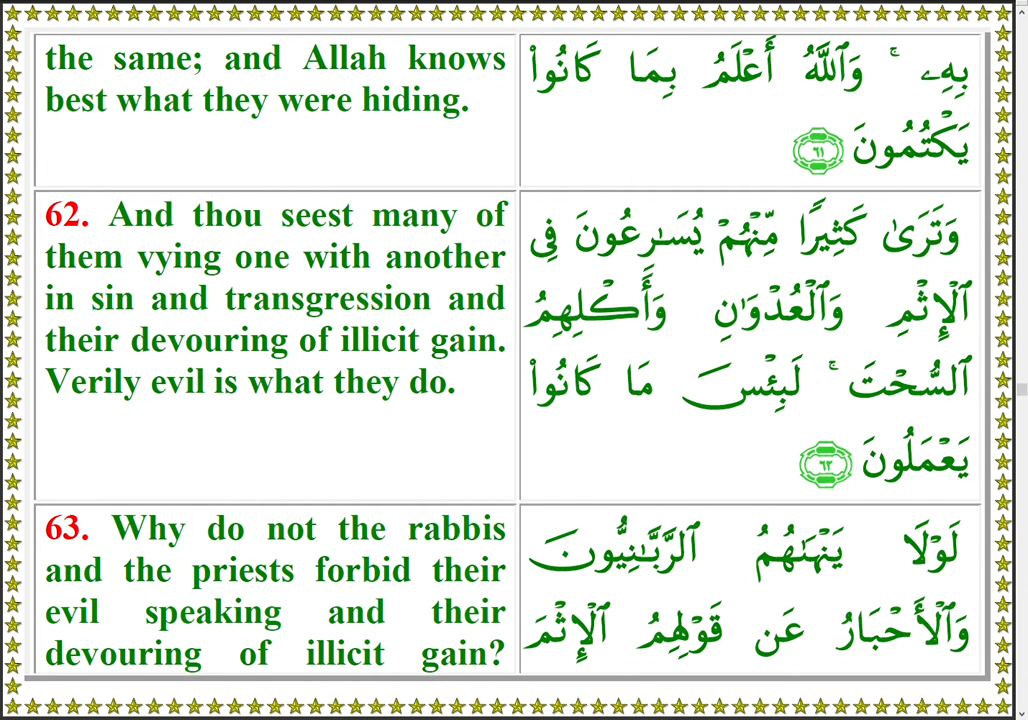 the same; and Allah knows
best what they were hiding.
بِهِۦ ۚ وَٱللَّهُ أَعْلَمُ بِمَا كَانُوا۟
يَكْتُمُونَ ٦١
62. And thou seest many of
them vying one with another
in sin and transgression and
their devouring of illicit gain.
Verily evil is what they do.
وَتَرَىٰ كَثِيرًا مِّنْهُمْ يُسَـٰرِعُونَ فِى
ٱلْإِثْمِ وَٱلْعُدْوَٰنِ وَأَكْلِهِمُ
ٱلسُّحْتَ ۚ لَبِئْسَ مَا كَانُوا۟
يَعْمَلُونَ ٦٢
63. Why do not the rabbis
and the priests forbid their
evil speaking and their
devouring of illicit gain?
لَوْلَا يَنْهَىٰهُمُ ٱلرَّبَّـٰنِيُّونَ
وَٱلْأَحْبَارُ عَن قَوْلِهِمُ ٱلْإِثْمَ